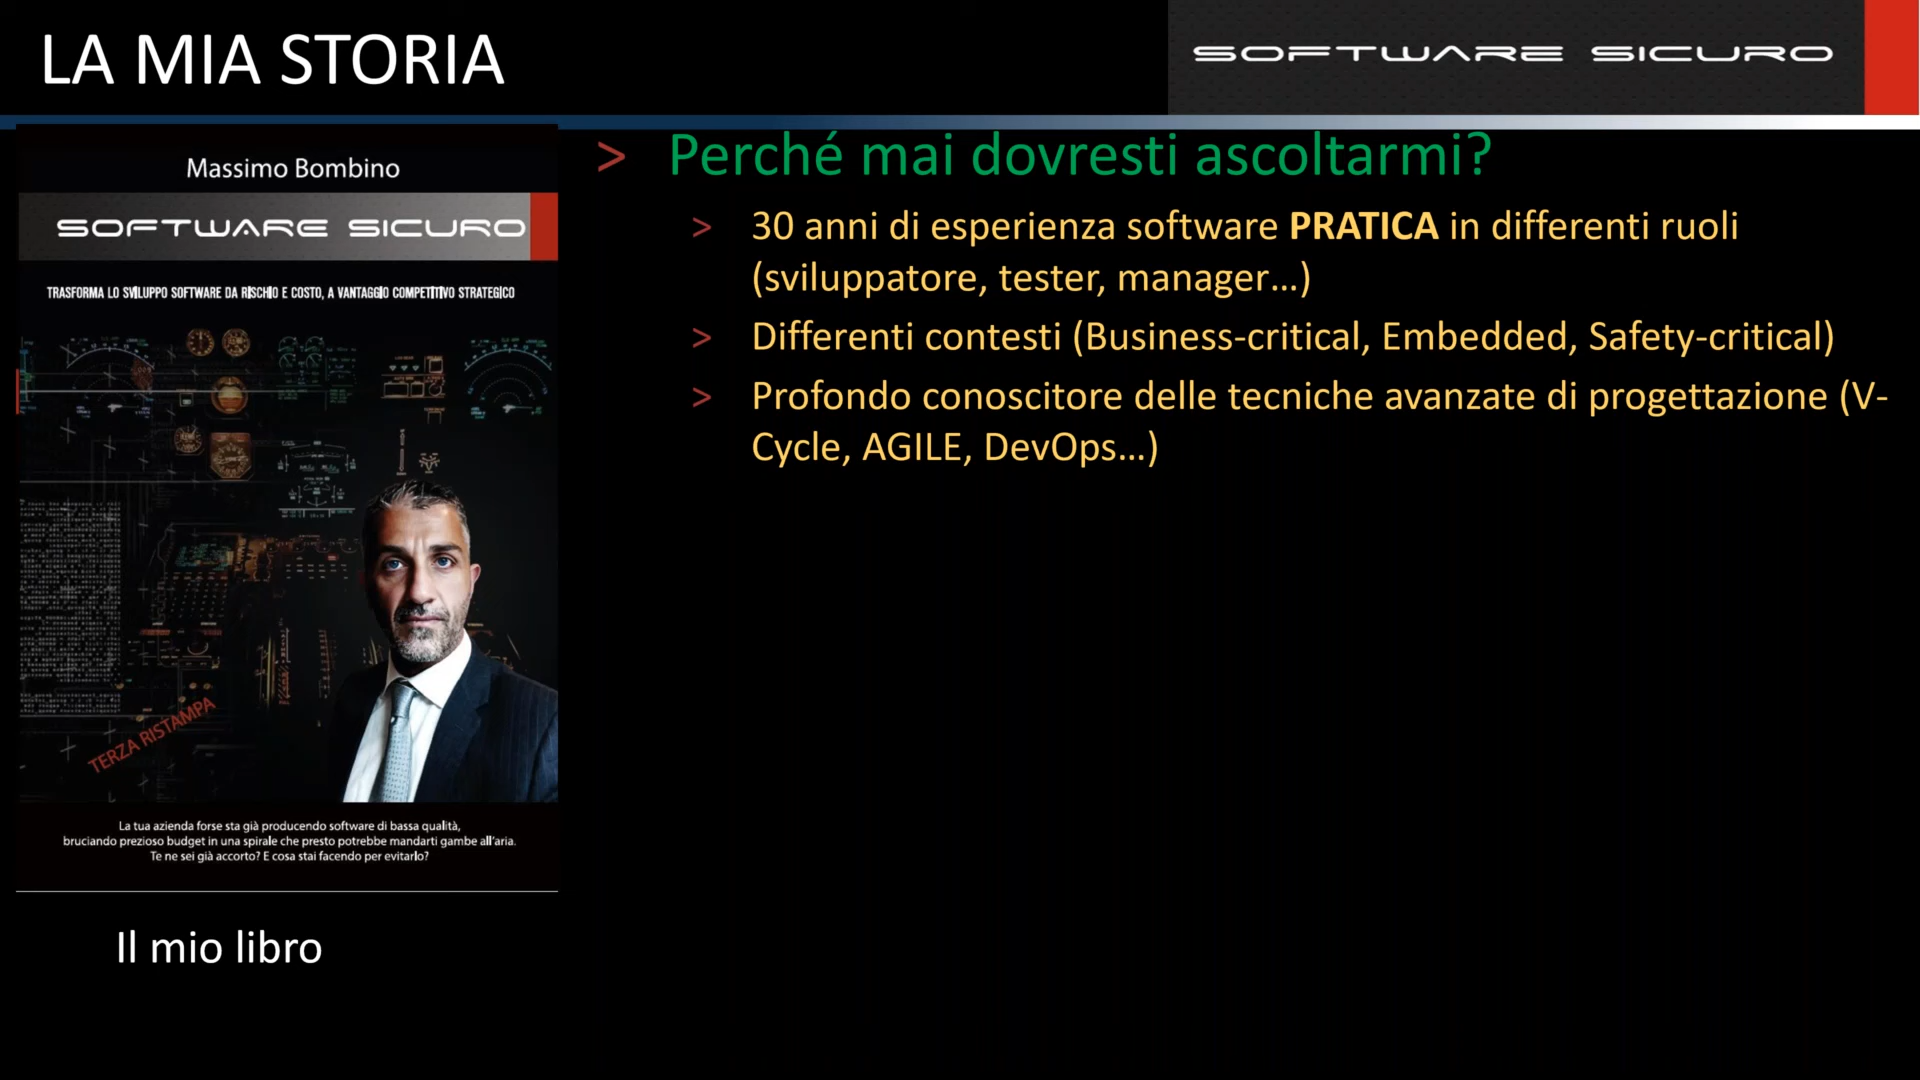 LA MIA STORIA
SOFTWARE SICURO
Massimo Bombino
SOFTWARE SICURO
TRASFORMA LO SVILUPPO SOFTWARE DA RISCHIO E COSTO, A VANTAGGIO COMPETITIVO STRATEGICO
TERZA RISTAMPA
La tua azienda forse sta già producendo software di bassa qualità,
bruciando prezioso budget in una spirale che presto potrebbe mandarti gambe all'aria.
Te ne sei già accorto? E cosa stai facendo per evitarlo?
Il mio libro
> Perché mai dovresti ascoltarmi?
> 30 anni di esperienza software PRATICA in differenti ruoli
(sviluppatore, tester, manager...)
> Differenti contesti (Business-critical, Embedded, Safety-critical)
> Profondo conoscitore delle tecniche avanzate di progettazione (V-
Cycle, AGILE, DevOps...)